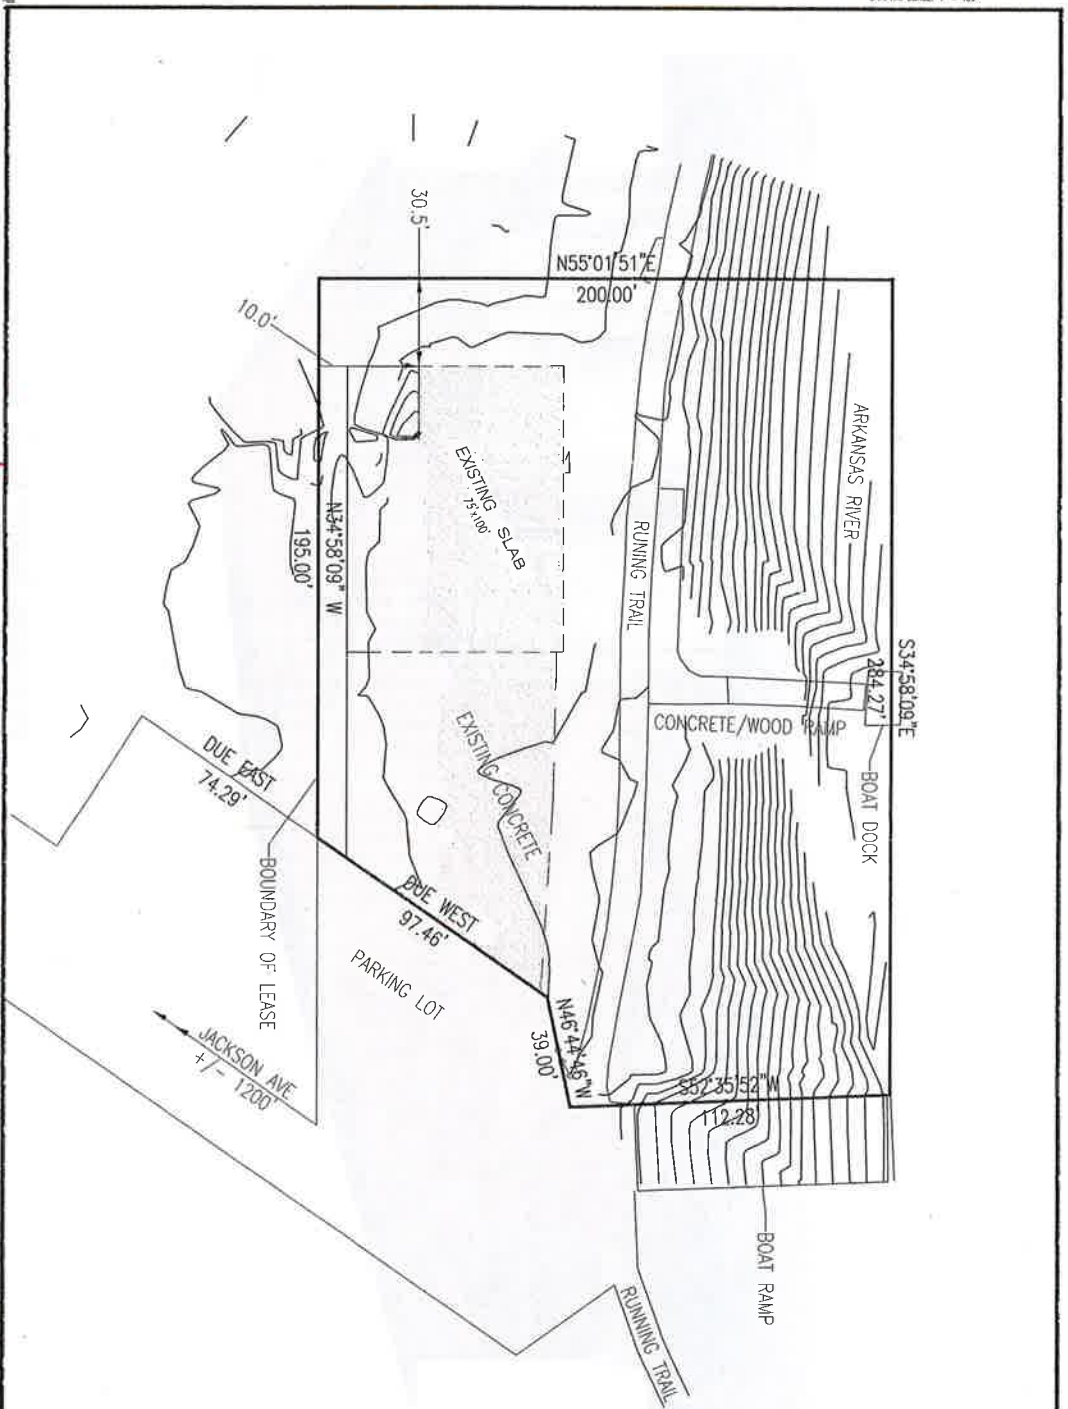 30.5'
N55°01'51"E
200.00'
10.0'
ARKANSAS RIVER
EXISTING SLAB
75'x100'
RUNING TRAIL
N34°58'09" W
195.00'
S34°58'09"E
284.27'
CONCRETE/WOOD RAMP
BOAT DOCK
EXISTING CONCRETE
DUE EAST
74.29'
BOUNDARY OF LEASE
DUE WEST
97.46'
PARKING LOT
N46°44'46"W
39.00'
JACKSON AVE
+/- 1200'
S52°35'52"W
112.28'
BOAT RAMP
RUNNING TRAIL